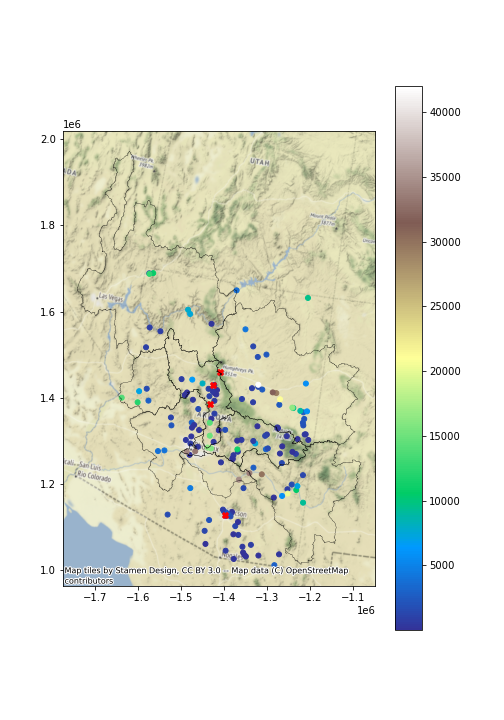 1e6
2.0
1.8
1.6
1.4
1.2
1.0
UTAH
Las Vegas
San Luis
Rio Colorado
Map tiles by Stamen Design, CC BY 3.0 -- Map data (C) OpenStreetMap
contributors
−1.7
−1.6
−1.5
−1.4
−1.3
−1.2
−1.1
1e6
40000
35000
30000
25000
20000
15000
10000
5000